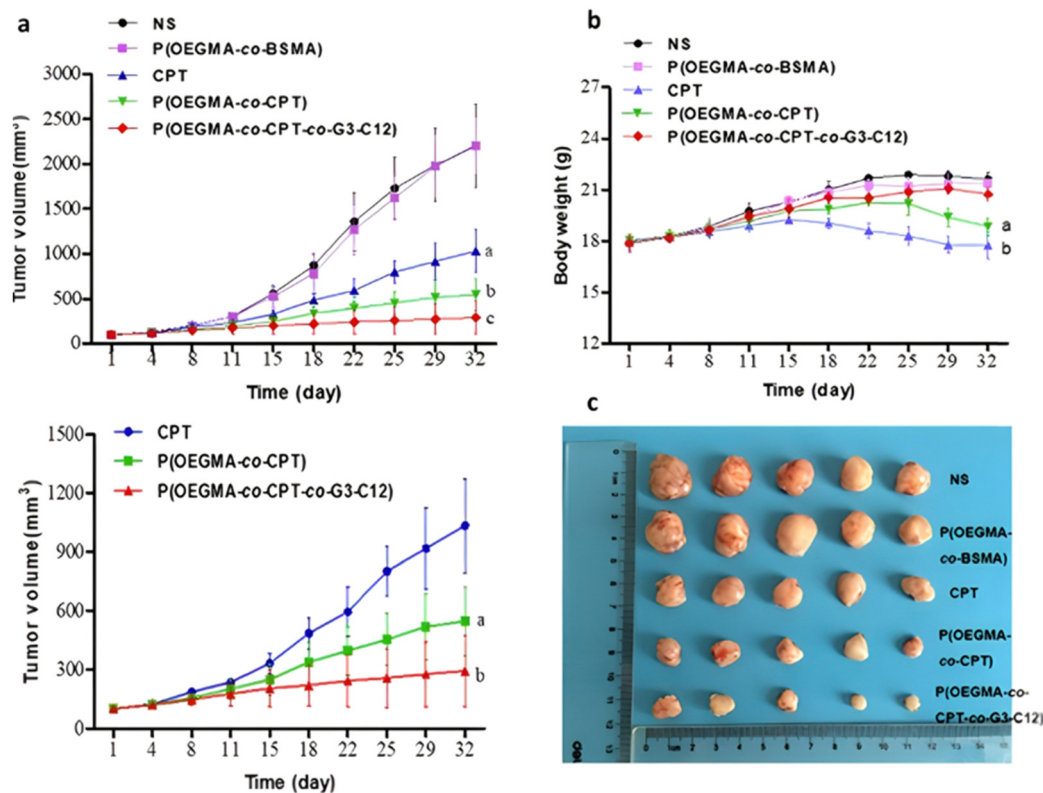 a
NS
P(OEGMA-co-BSMA)
CPT
P(OEGMA-co-CPT)
P(OEGMA-co-CPT-co-G3-C12)
Tumor volume(mm³)
3000
2500
2000
1500
1000
500
0
a
b
c
1 4 8 11 15 18 22 25 29 32
Time (day)
b
NS
P(OEGMA-co-BSMA)
CPT
P(OEGMA-co-CPT)
P(OEGMA-co-CPT-co-G3-C12)
Body weight (g)
24
21
18
15
12
a
b
1 4 8 11 15 18 22 25 29 32
Time (day)
CPT
P(OEGMA-co-CPT)
P(OEGMA-co-CPT-co-G3-C12)
Tumor volume(mm³)
1500
1200
900
600
300
0
a
b
1 4 8 11 15 18 22 25 29 32
Time (day)
c
NS
P(OEGMA-
co-BSMA)
CPT
P(OEGMA-
co-CPT)
P(OEGMA-co-
CPT-co-G3-C12)